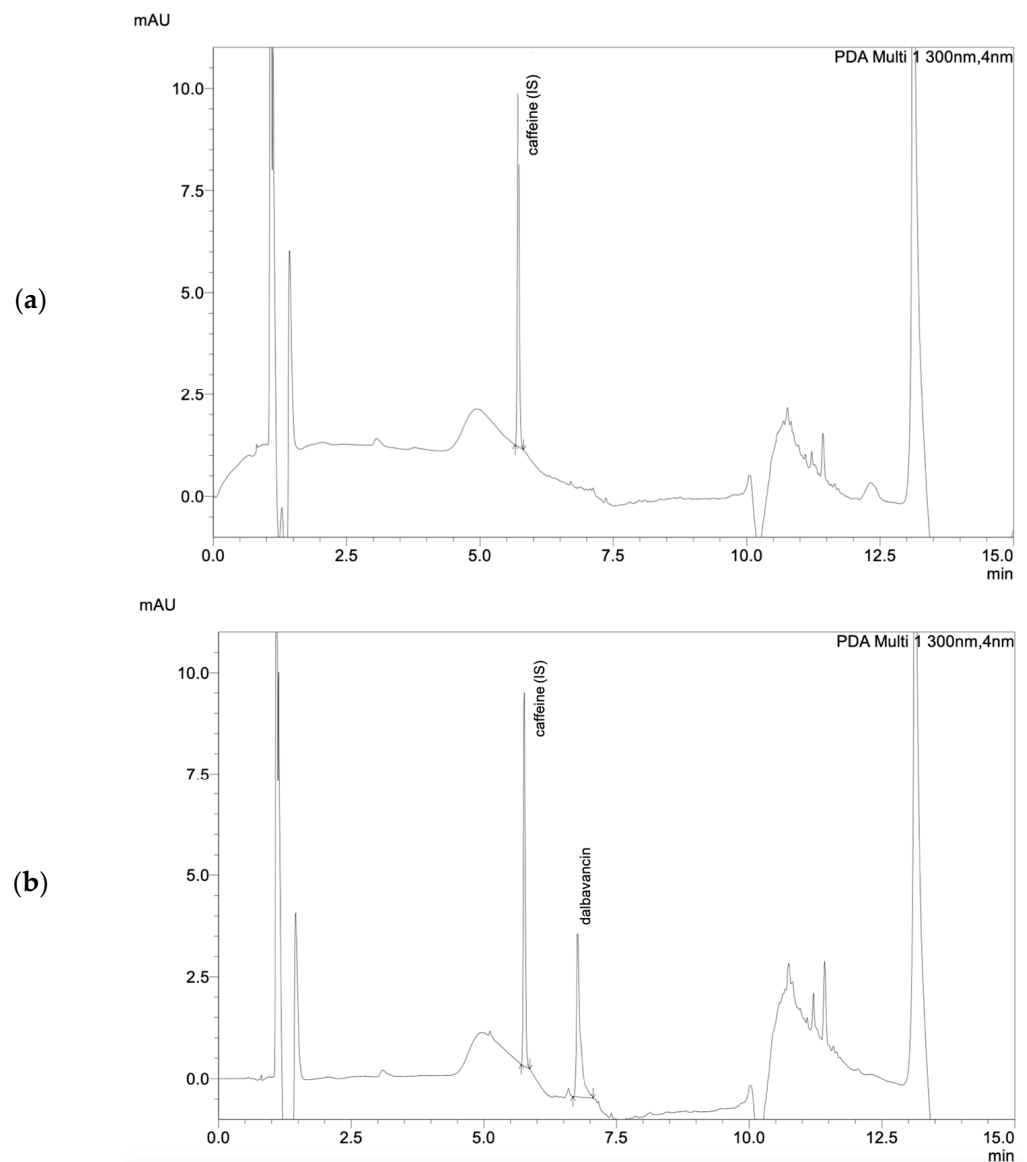 mAU
PDA Multi 1 300nm,4nm
caffeine (IS)
10.0
7.5
(a)
5.0
2.5
0.0
0.0 2.5 5.0 7.5 10.0 12.5 15.0
min
mAU
PDA Multi 1 300nm,4nm
caffeine (IS)
10.0
7.5
dalbavancin
(b)
5.0
2.5
0.0
0.0 2.5 5.0 7.5 10.0 12.5 15.0
min